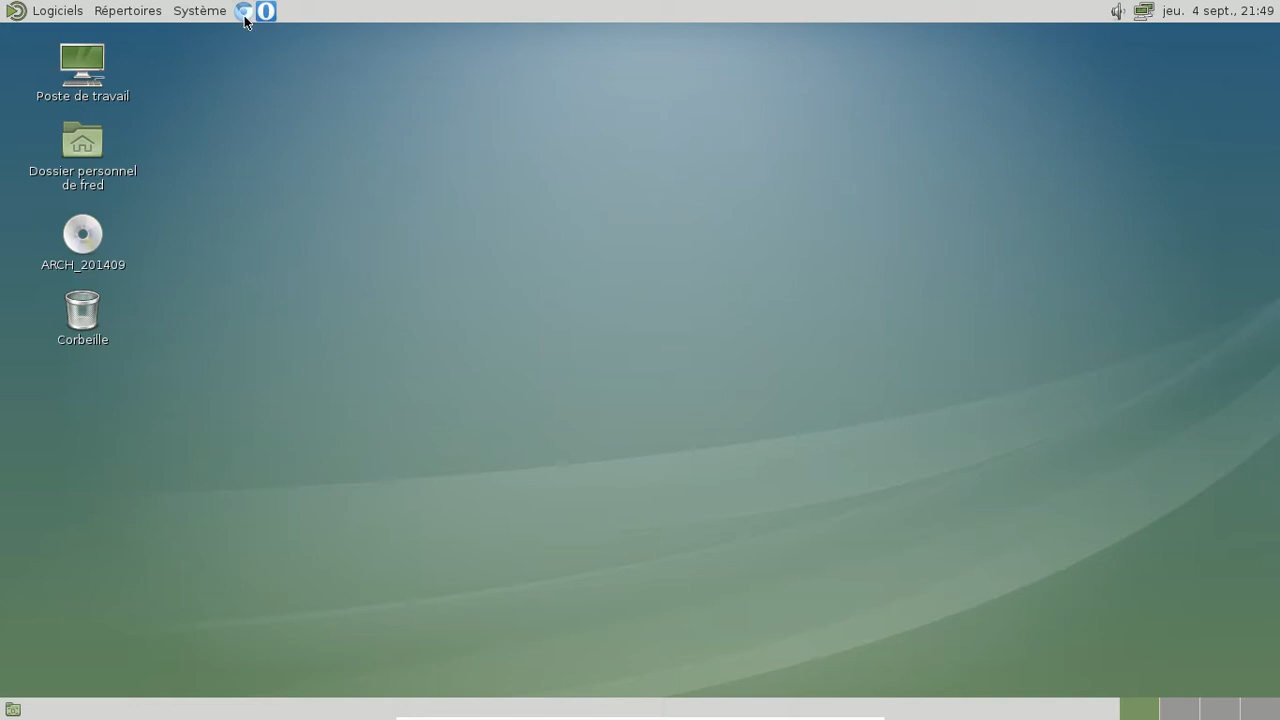 Logiciels Répertoires Système jeu. 4 sept., 21:49
Poste de travail
Dossier personnel
de fred
ARCH_201409
Corbeille